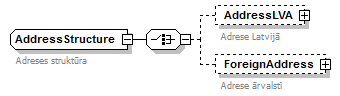 AddressLVA
Adrese Latvijā
AddressStructure
Adreses struktūra
ForeignAddress
Adrese ārvalstī